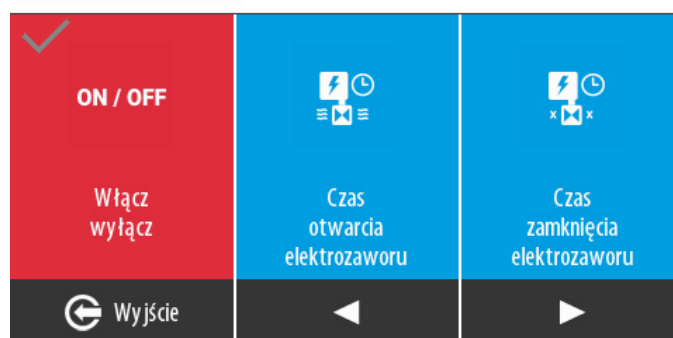 ON / OFF
Włącz
wyłącz
Czas
otwarcia
elektrozaworu
Czas
zamknięcia
elektrozaworu
Wyjście